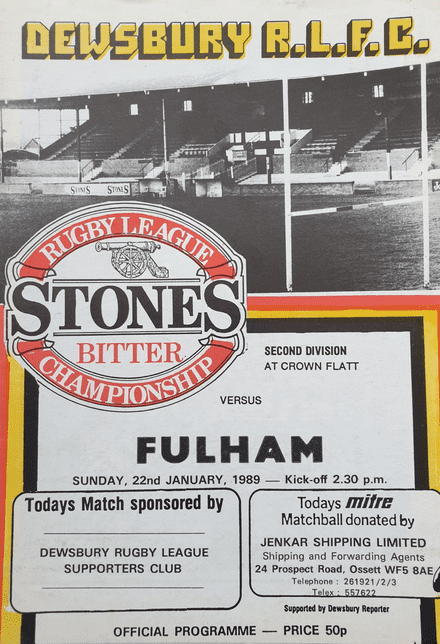 DEWSBURY R.L.F.C.
STONES STONES
RUGBY LEAGUE
STONES
BITTER
CHAMPIONSHIP
SECOND DIVISION
AT CROWN FLATT
VERSUS
FULHAM
SUNDAY, 22nd JANUARY, 1989 — Kick-off 2.30 p.m.
Todays Match sponsored by
DEWSBURY RUGBY LEAGUE
SUPPORTERS CLUB
Todays mitre
Matchball donated by
JENKAR SHIPPING LIMITED
Shipping and Forwarding Agents
24 Prospect Road, Ossett WF5 8AE
Telephone : 261921/2/3
Telex : 557622
Supported by Dewsbury Reporter
OFFICIAL PROGRAMME — PRICE 50p